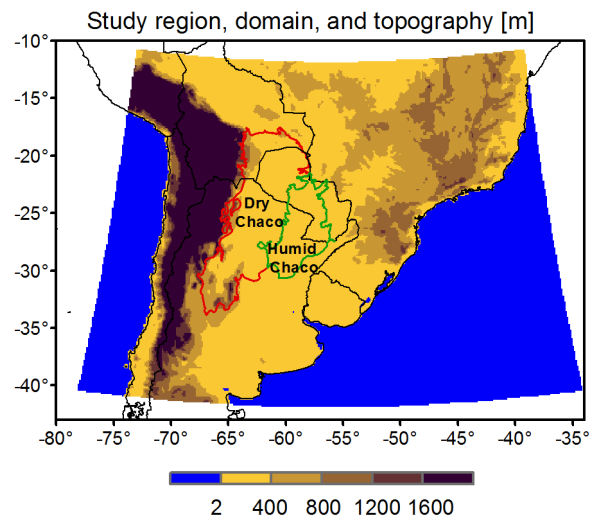 Study region, domain, and topography [m]
-10°
-15°
-20°
-25°
-30°
-35°
-40°
Dry
Chaco
Humid
Chaco
-80° -75° -70° -65° -60° -55° -50° -45° -40° -35°
2 400 800 1200 1600